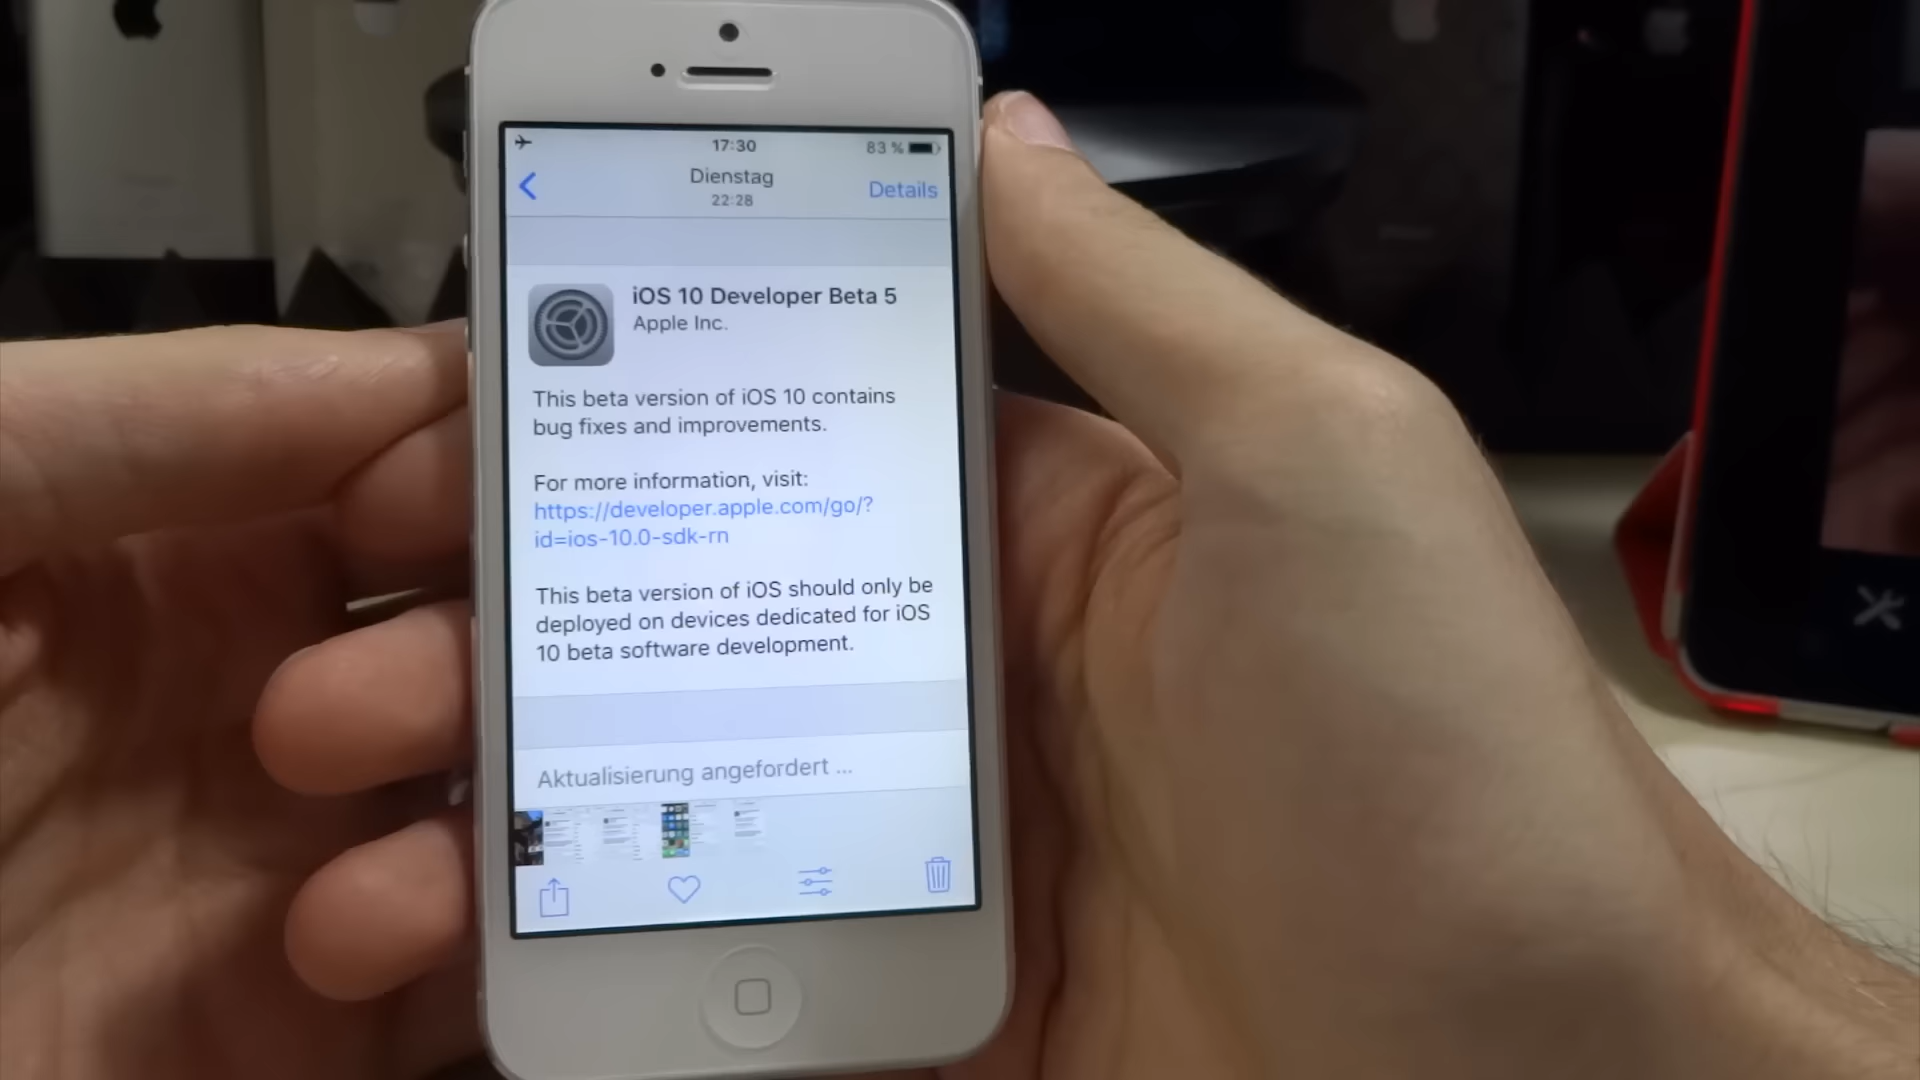 17:30
83 %
Dienstag
22:28
Details
iOS 10 Developer Beta 5
Apple Inc.
This beta version of iOS 10 contains
bug fixes and improvements.
For more information, visit:
https://developer.apple.com/go/?
id=ios-10.0-sdk-rn
This beta version of iOS should only be
deployed on devices dedicated for iOS
10 beta software development.
Aktualisierung angefordert ...